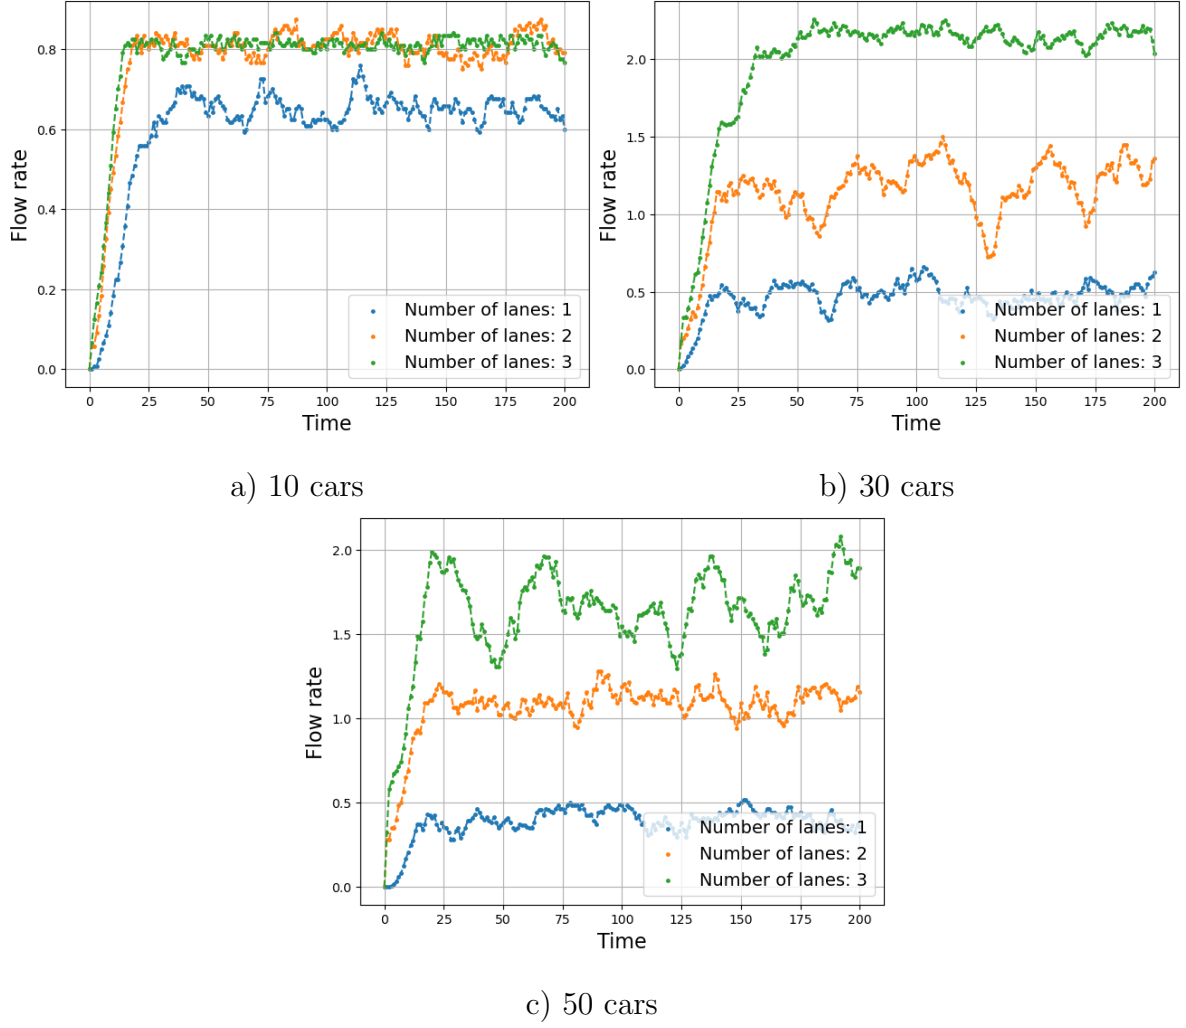 0.8
0.6
0.4
0.2
0.0
Flow rate
Number of lanes: 1
Number of lanes: 2
Number of lanes: 3
0 25 50 75 100 125 150 175 200
Time
a) 10 cars
2.0
1.5
1.0
0.5
0.0
Flow rate
Number of lanes: 1
Number of lanes: 2
Number of lanes: 3
0 25 50 75 100 125 150 175 200
Time
b) 30 cars
2.0
1.5
1.0
0.5
0.0
Flow rate
Number of lanes: 1
Number of lanes: 2
Number of lanes: 3
0 25 50 75 100 125 150 175 200
Time
c) 50 cars